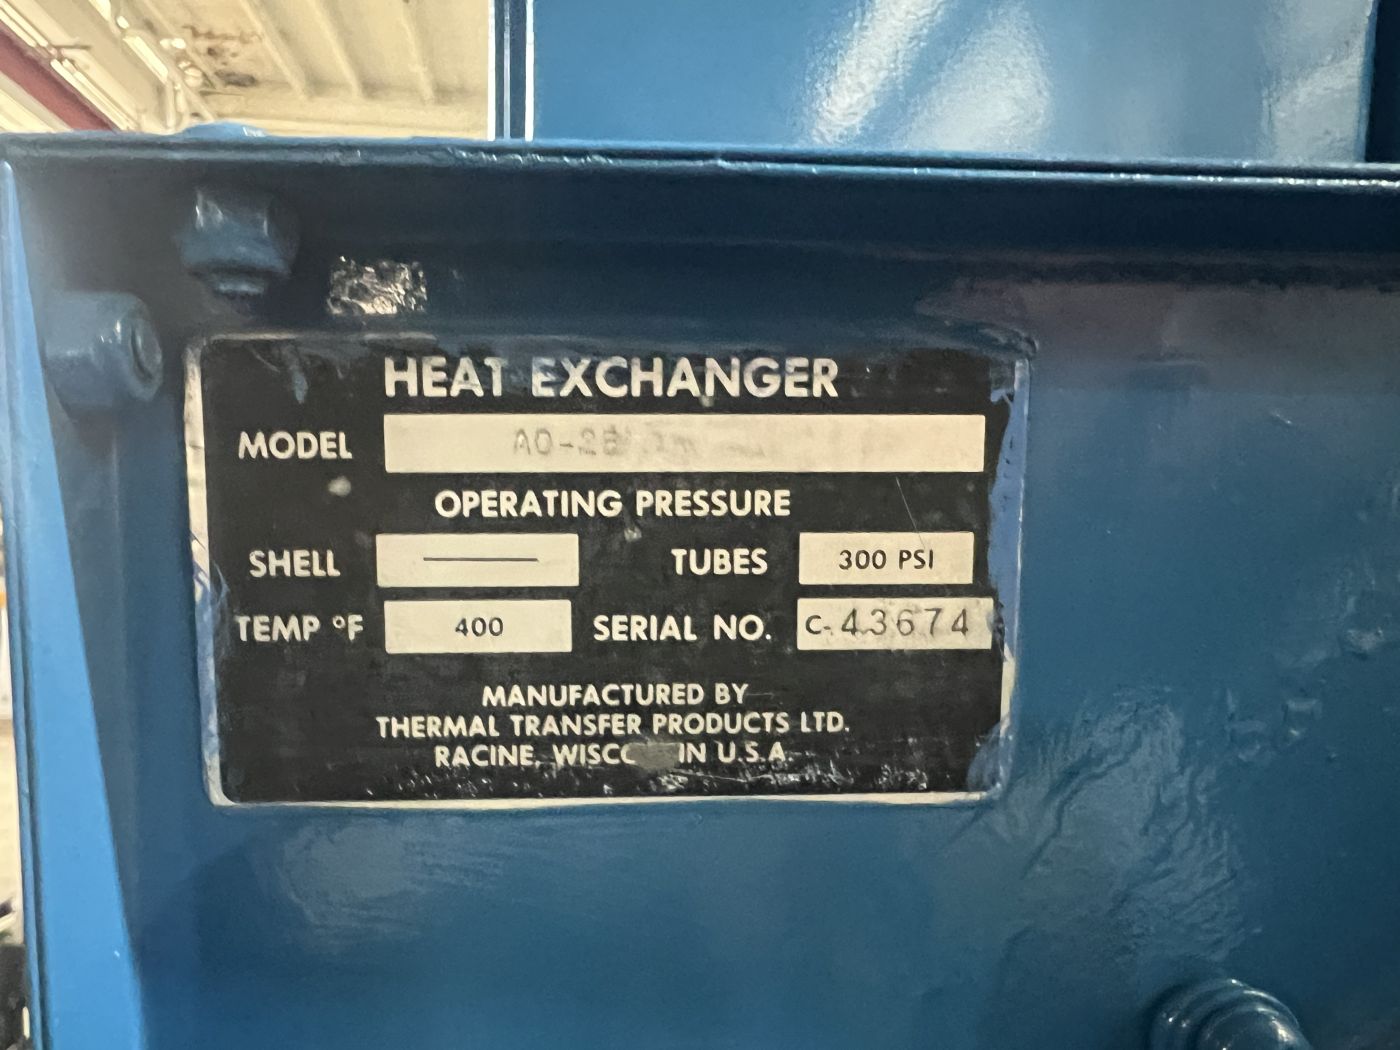 HEAT EXCHANGER
MODEL
OPERATING PRESSURE
SHELL ——— TUBES 300 PSI
TEMP °F 400 SERIAL NO. C-43674
MANUFACTURED BY
THERMAL TRANSFER PRODUCTS LTD.
RACINE, IN U.S.A.